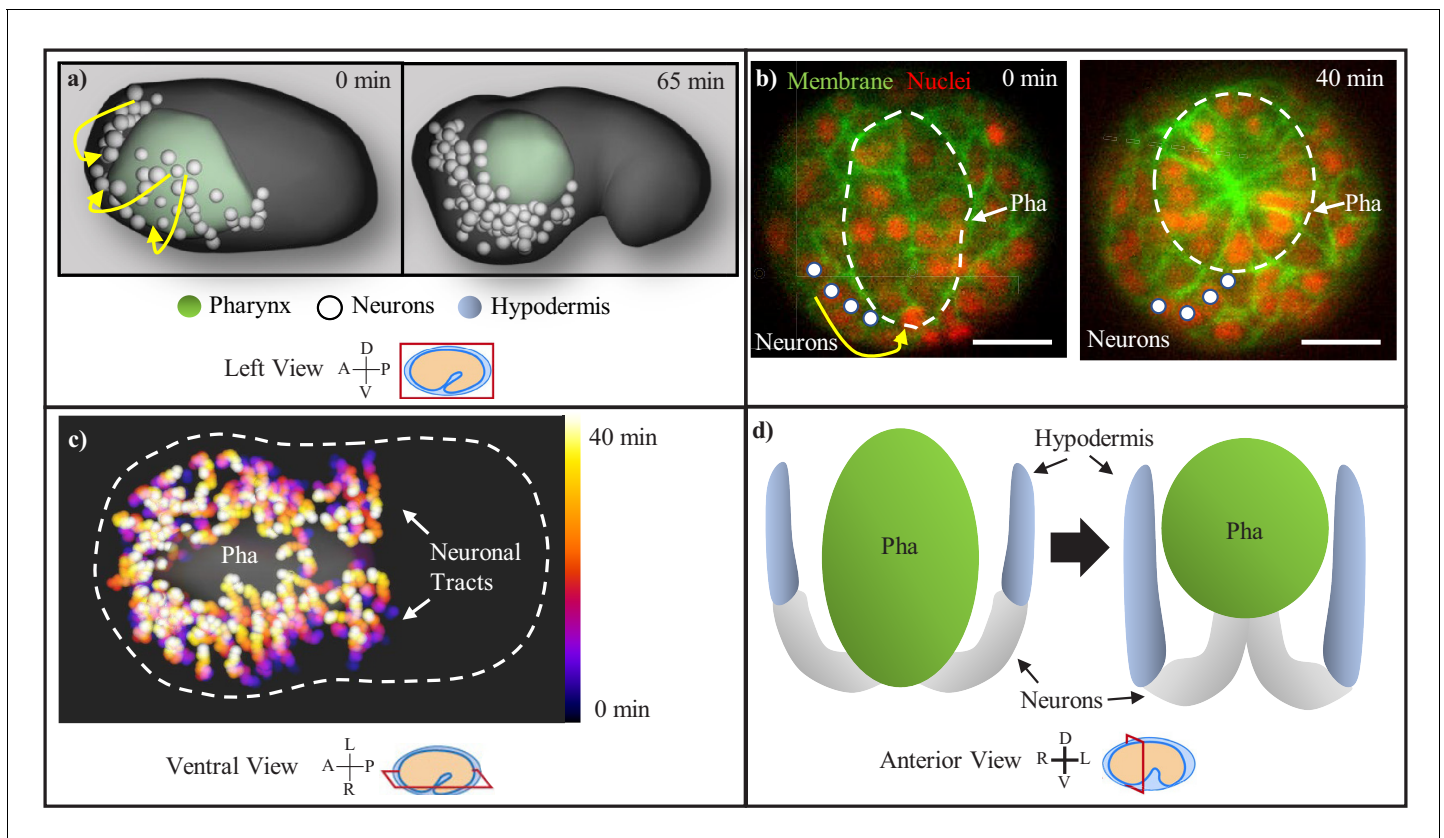 a)
0 min
65 min
Pharynx
Neurons
Hypodermis
Left View
D
A
P
V
b)
Membrane Nuclei
0 min
40 min
Pha
Pha
Neurons
Neurons
c)
40 min
Pha
Neuronal
Tracts
0 min
Ventral View
L
A
P
R
d)
Hypodermis
Pha
Pha
Neurons
Anterior View
D
R
L
V